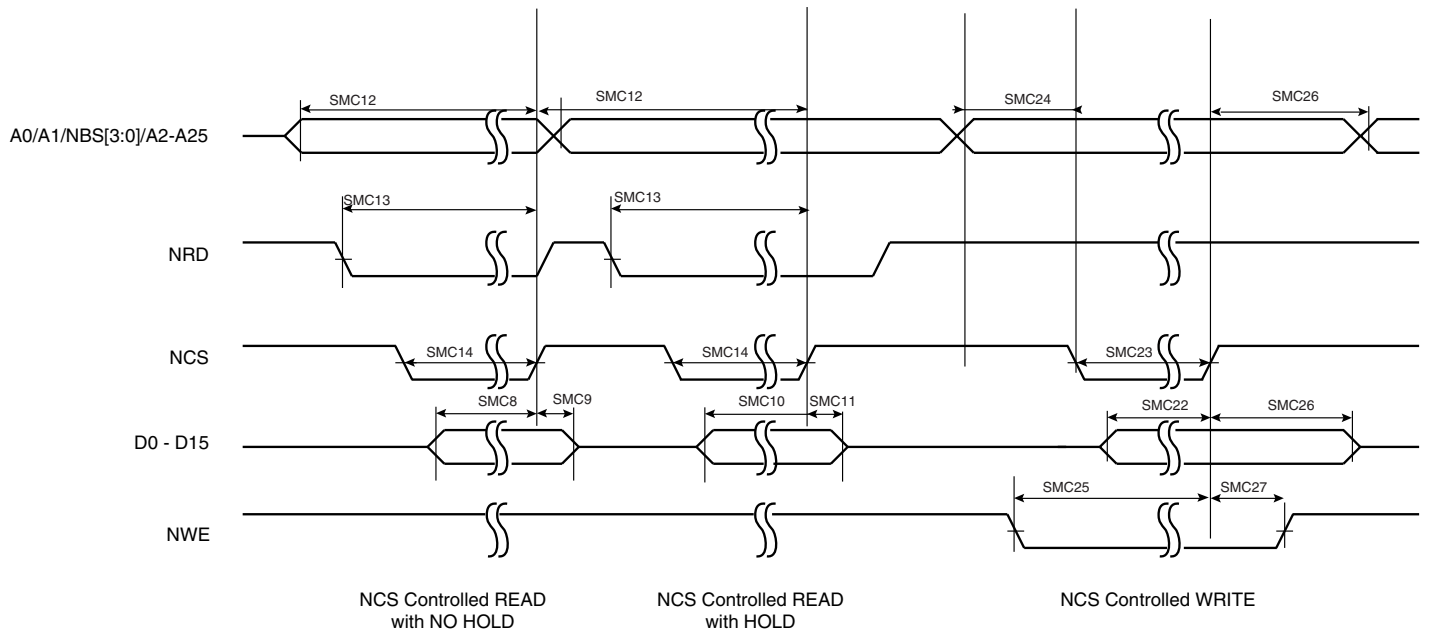 SMC12
SMC12
SMC24
SMC26
A0/A1/NBS[3:0]/A2-A25
SMC13
SMC13
NRD
NCS
SMC14
SMC14
SMC23
SMC8
SMC9
SMC10
SMC11
SMC22
SMC26
D0 - D15
SMC25
SMC27
NWE
NCS Controlled READ
with NO HOLD
NCS Controlled READ
with HOLD
NCS Controlled WRITE